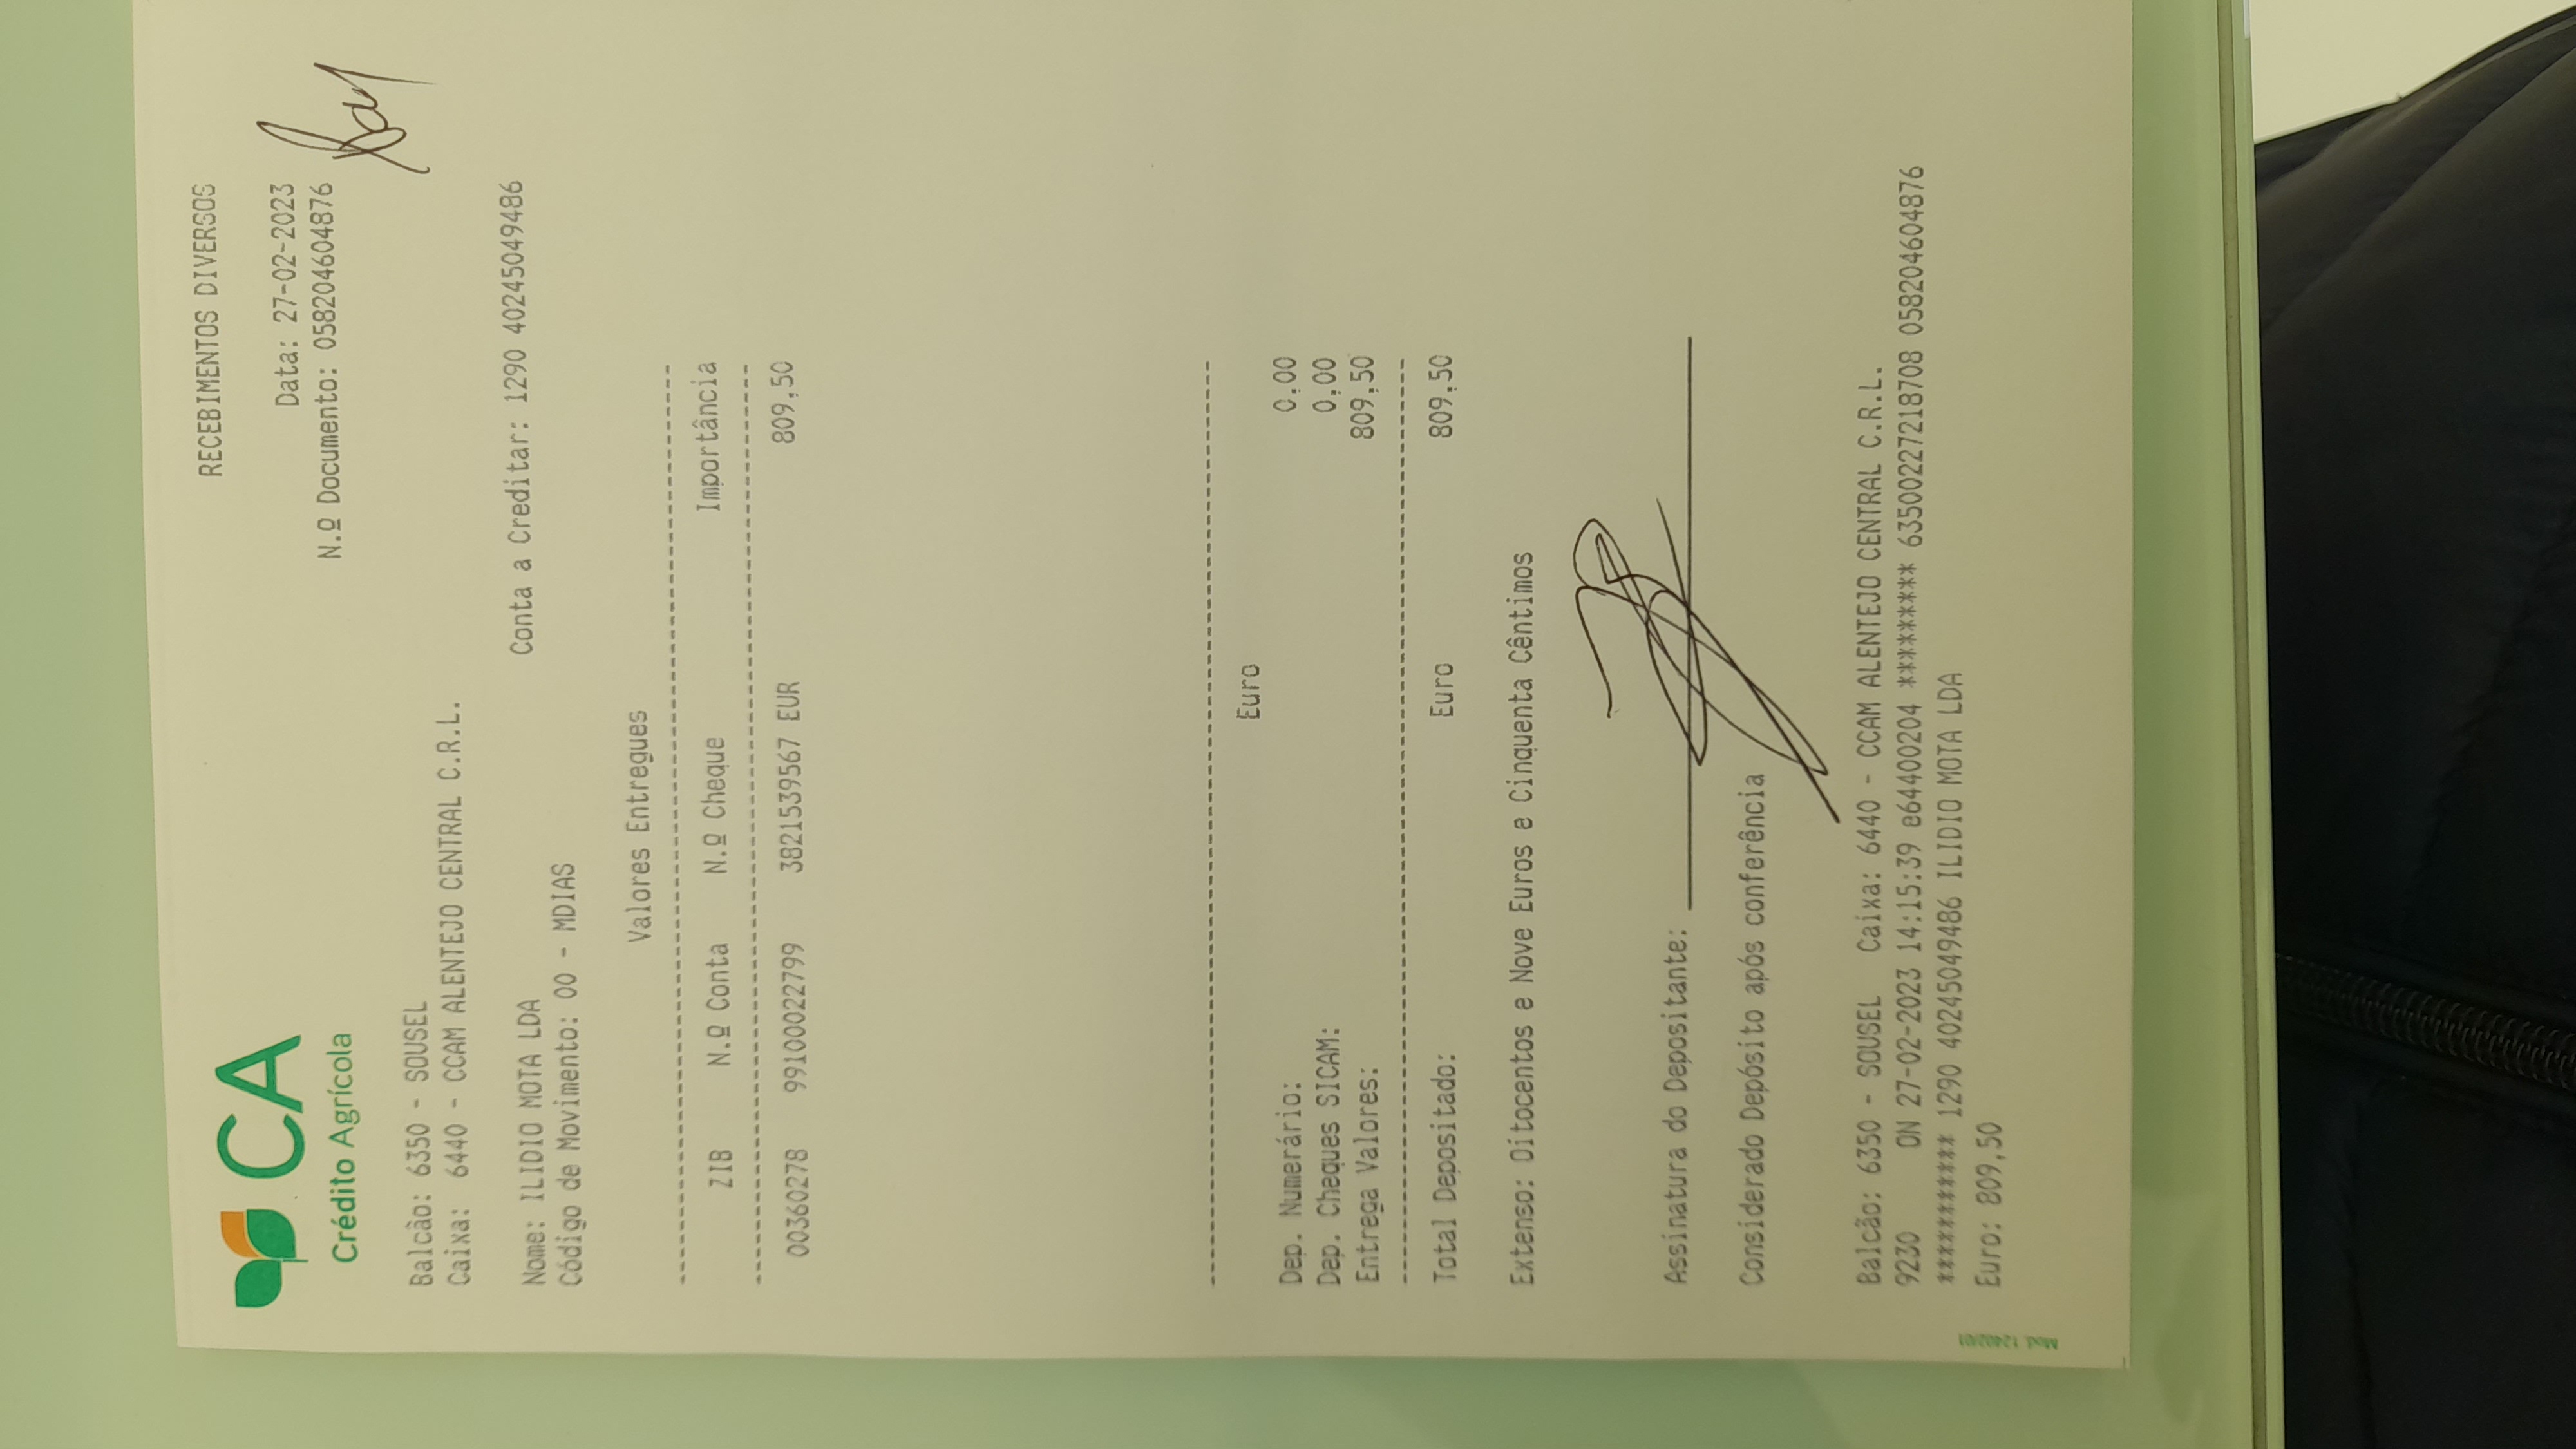 CA
Crédito Agrícola
RECEBIMENTOS DIVERSOS
Data: 27-02-2023
N.º Documento: 0582046048​76
Balcão: 6350 - SOUSEL
Caixa: 6440 - CCAM ALENTEJO CENTRAL C.R.L.
Conta a Creditar: 1290 40245049486
Nome: ILIDIO MOTA LDA
Código de Movimento: 00 - MDIAS
Valores Entregues
--------------------------------------------------------------------------------
ZIB N.º Conta N.º Cheque Importância
--------------------------------------------------------------------------------
00360278 99100022799 3821539567 EUR 809,50
--------------------------------------------------------------------------------
Euro
Dep. Numerário: 0,00
Dep. Cheques SICAM: 0,00
Entrega Valores: 809,50
--------------------------------------------------------------------------------
Total Depositado: Euro 809,50
Extenso: Oitocentos e Nove Euros e Cinquenta Cêntimos
Assinatura do Depositante:
Considerado Depósito após conferência
Balcão: 6350 - SOUSEL Caixa: 6440 - CCAM ALENTEJO CENTRAL C.R.L.
9230 ON 27-02-2023 14:15:39 e6440204 ******** 6350022721​8708 058204604876
********** 1290 40245049486 ILIDIO MOTA LDA
Euro: 809,50
Mod. 12402/01